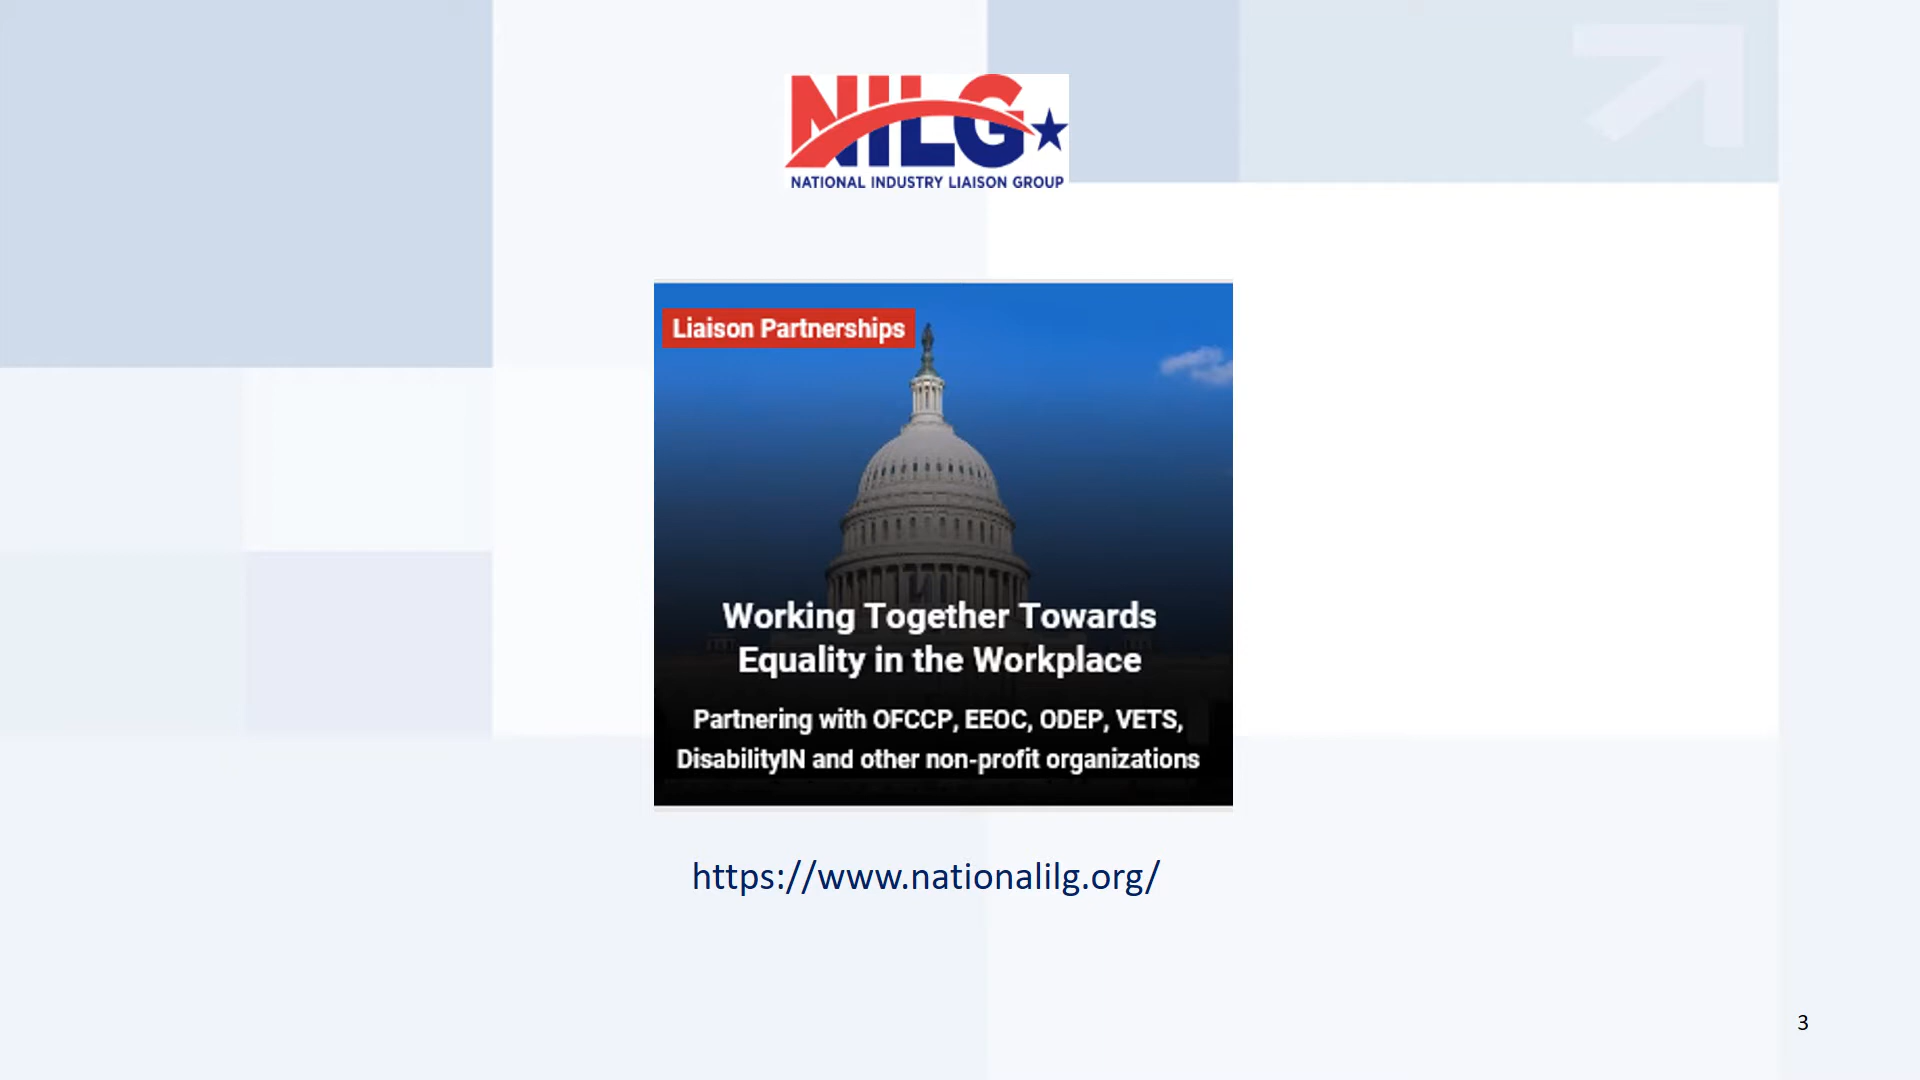 NILG
NATIONAL INDUSTRY LIAISON GROUP
Liaison Partnerships
Working Together Towards
Equality in the Workplace
Partnering with OFCCP, EEOC, ODEP, VETS,
DisabilityIN and other non-profit organizations
https://www.nationalilg.org/
3